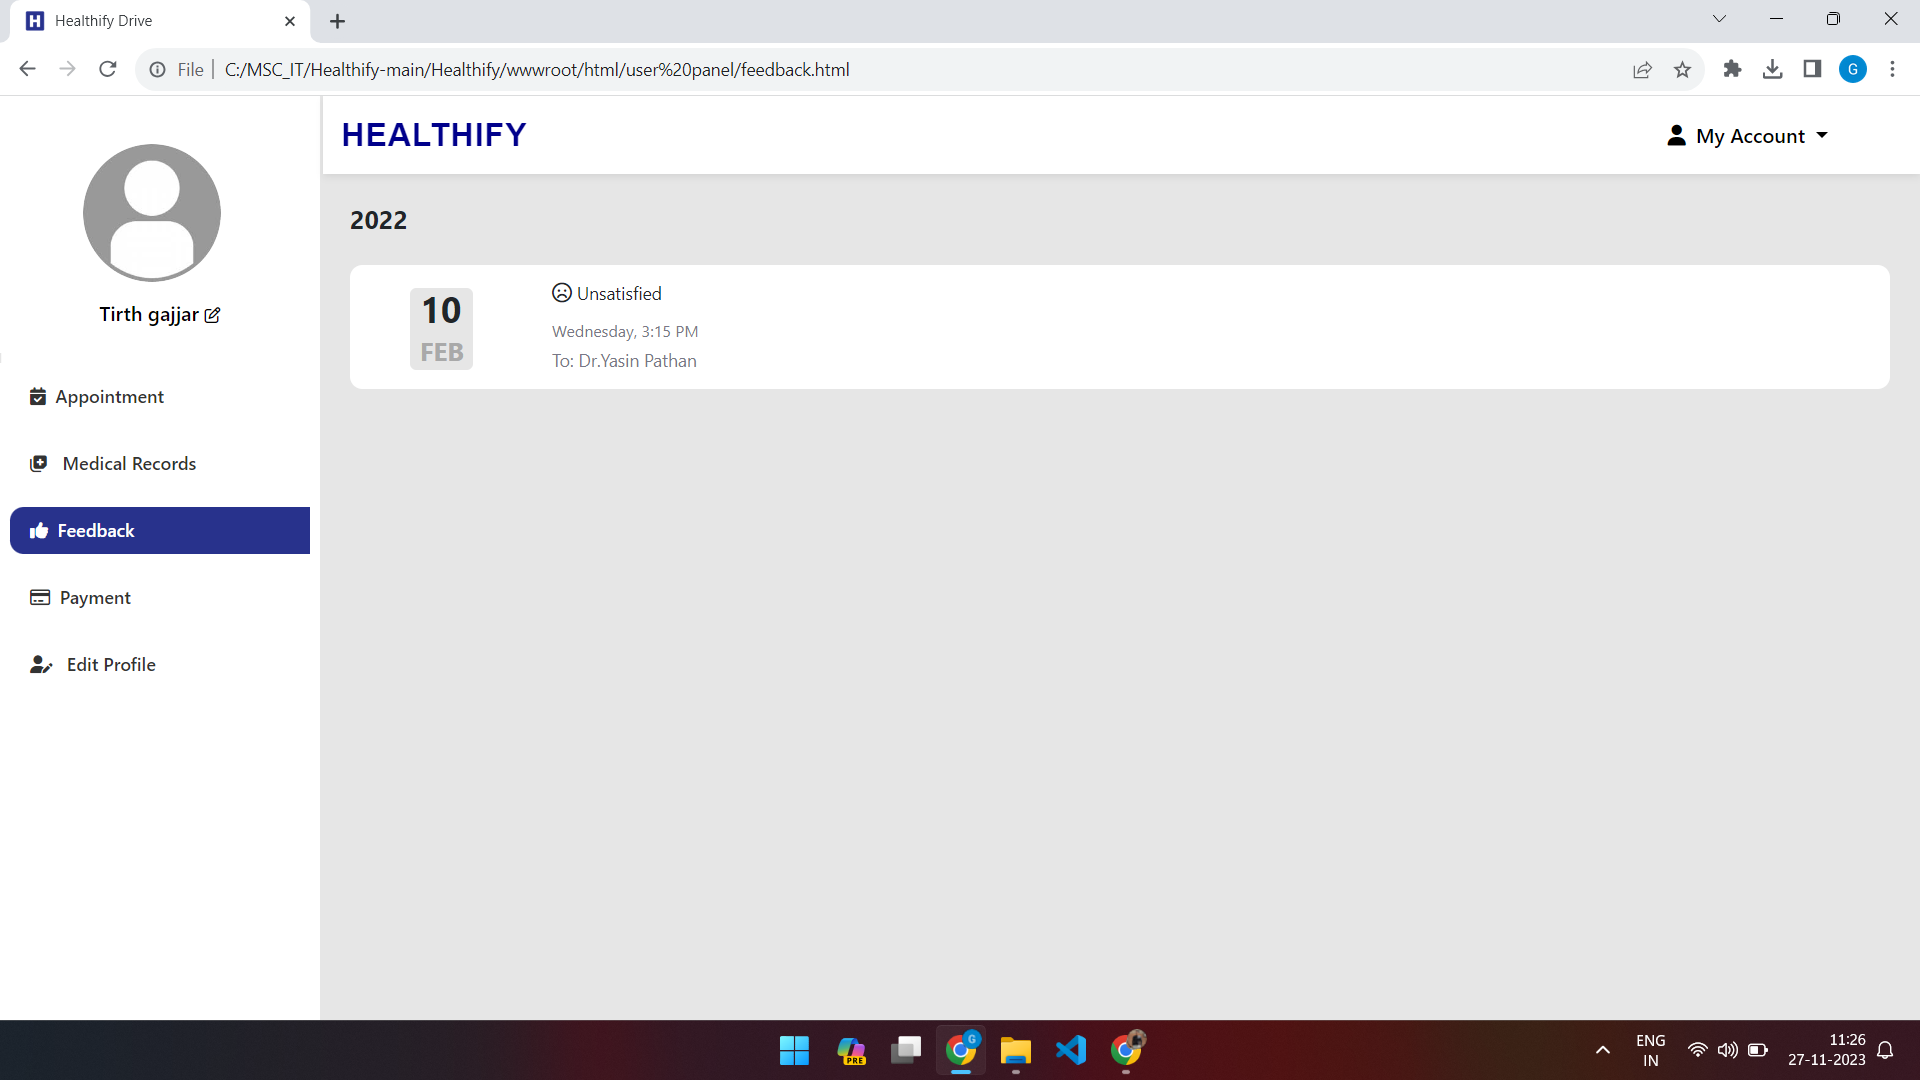 Healthify Drive
File
C:/MSC_IT/Healthify-main/Healthify/wwwroot/html/user%20panel/feedback.html
G
HEALTHIFY
My Account
Tirth gajjar
Appointment
Medical Records
Feedback
Payment
Edit Profile
2022
10
FEB
Unsatisfied
Wednesday, 3:15 PM
To: Dr.Yasin Pathan
PRE
G
ENG
IN
11:26
27-11-2023